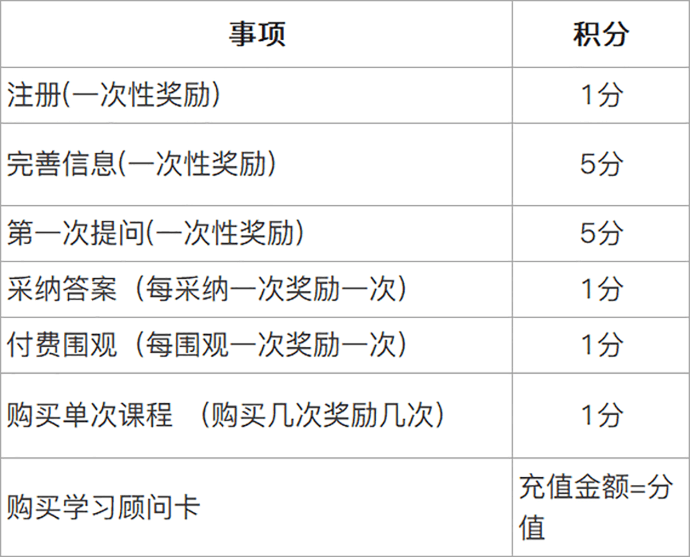 事项 积分
注册(一次性奖励) 1分
完善信息(一次性奖励) 5分
第一次提问(一次性奖励) 5分
采纳答案（每采纳一次奖励一次） 1分
付费围观（每围观一次奖励一次） 1分
购买单次课程 （购买几次奖励几次） 1分
购买学习顾问卡 充值金额=分
值